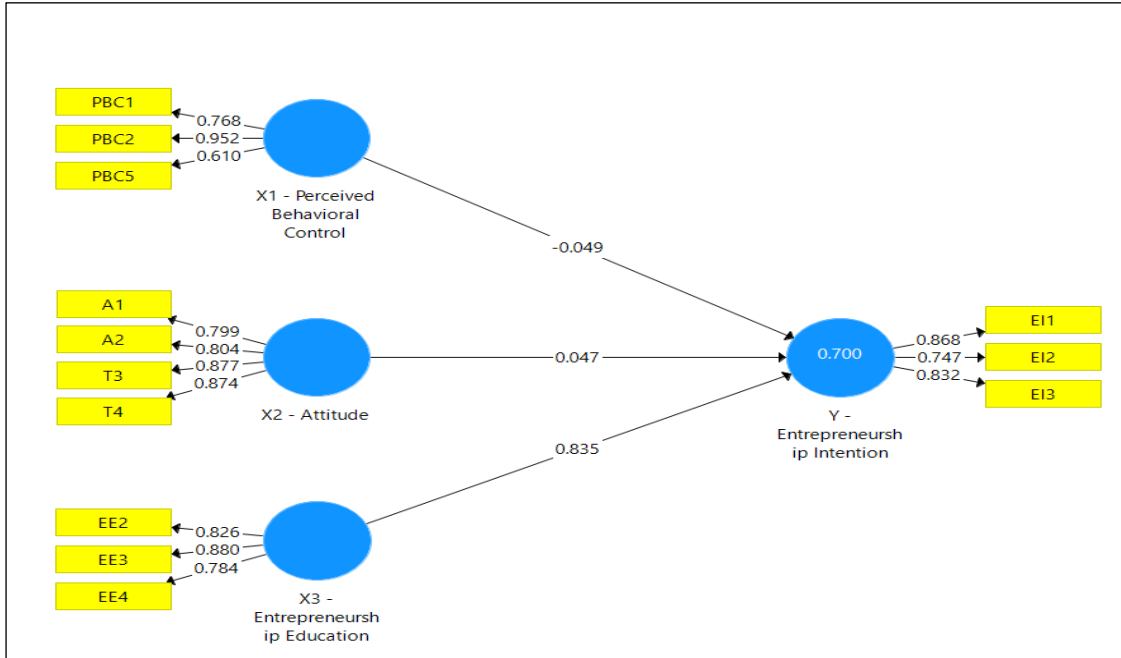 PBC1
0.768
PBC2
0.952
PBC5
0.610
X1 - Perceived
Behavioral
Control
-0.049
A1
0.799
A2
0.804
T3
0.877
T4
0.874
X2 - Attitude
0.047
0.700
Y -
Entrepreneursh
ip Intention
0.868
EI1
0.747
EI2
0.832
EI3
0.835
EE2
0.826
EE3
0.880
EE4
0.784
X3 -
Entrepreneursh
ip Education